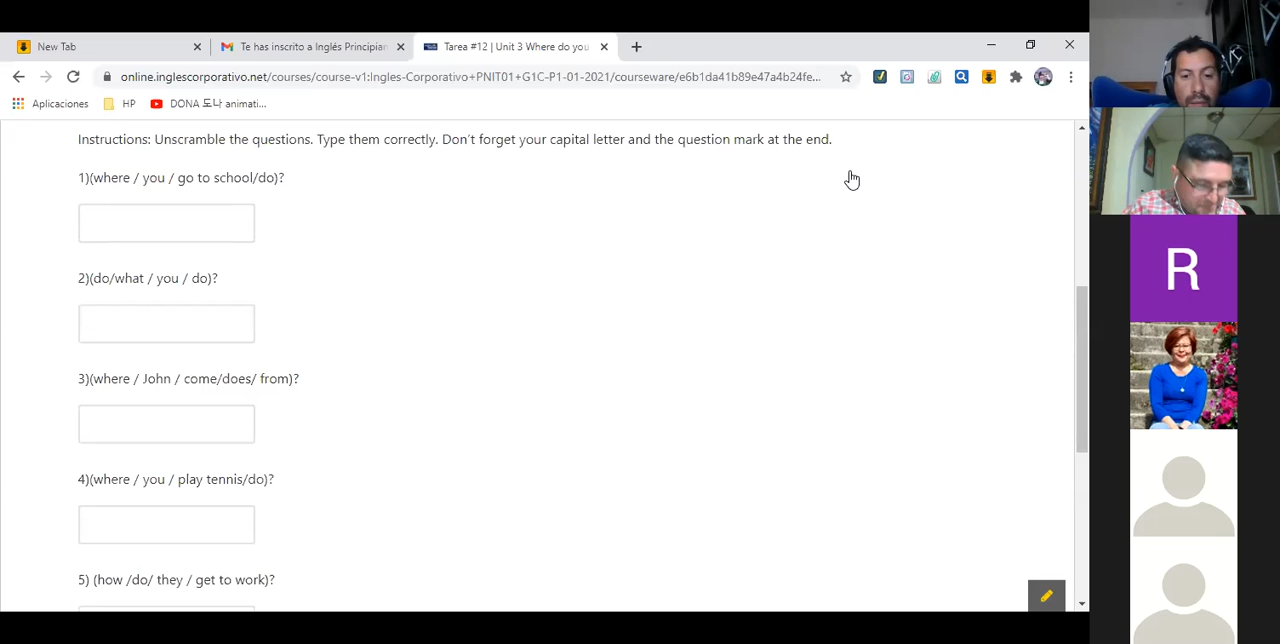 New Tab
Te has inscrito a Inglés Principian
Tarea #12 | Unit 3 Where do you
online.inglescorporativo.net/courses/course-v1:Ingles-Corporativo+PNIT01+G1C-P1-01-2021/courseware/e6b1da41b89e47a4b24fe...
Aplicaciones
HP
DONA 도나 animati...
Instructions: Unscramble the questions. Type them correctly. Don't forget your capital letter and the question mark at the end.
1)(where / you / go to school/do)?
2)(do/what / you / do)?
3)(where / John / come/does/ from)?
4)(where / you / play tennis/do)?
5) (how /do/ they / get to work)?
R